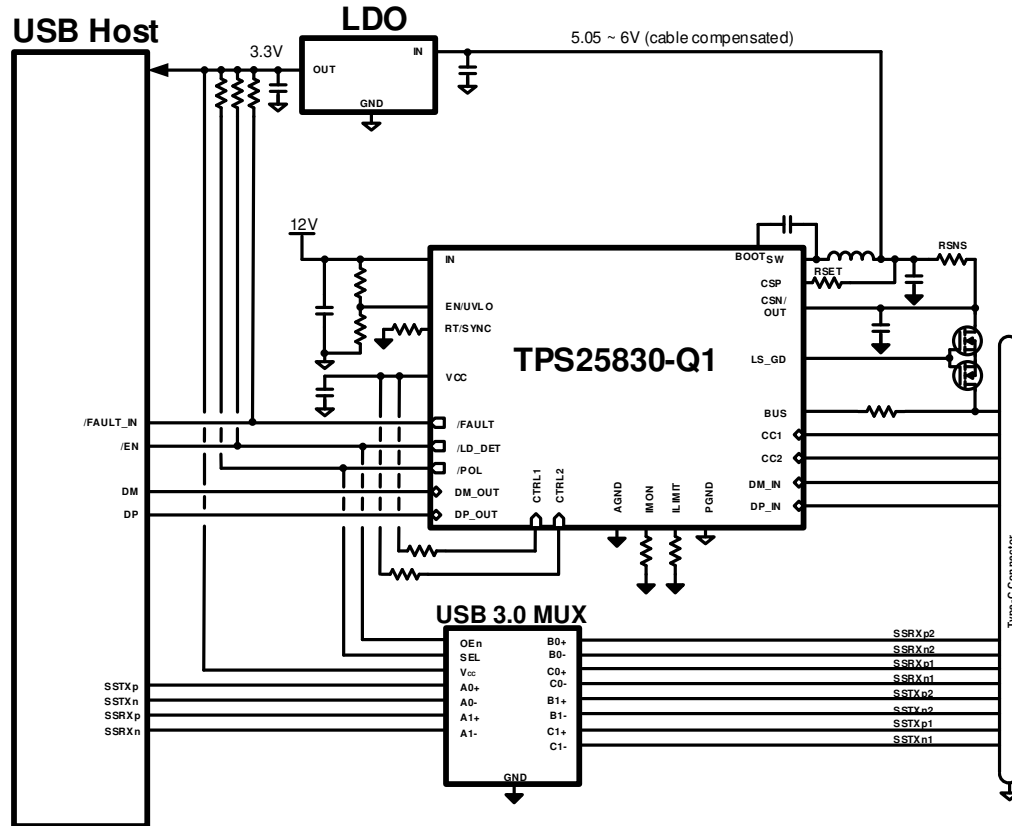 USB Host
LDO
3.3V
OUT
IN
GND
5.05 ~ 6V (cable compensated)
12V
IN
EN/UVLO
RT/SYNC
VCC
/FAULT
/LD_DET
/POL
DM_OUT
DP_OUT
TPS25830-Q1
CTRL1
CTRL2
AGND
IMON
ILIMIT
PGND
BOOT
SW
CSP
CSN/
OUT
LS_GD
BUS
CC1
CC2
DM_IN
DP_IN
RSET
RSNS
/FAULT_IN
/EN
DM
DP
SSTXp
SSTXn
SSRXp
SSRXn
USB 3.0 MUX
OEn
SEL
Vcc
A0+
A0-
A1+
A1-
B0+
B0-
C0+
C0-
B1+
B1-
C1+
C1-
GND
SSRXp2
SSRXn2
SSRXp1
SSRXn1
SSTXp2
SSTXn2
SSTXp1
SSTXn1
Type-C Connector